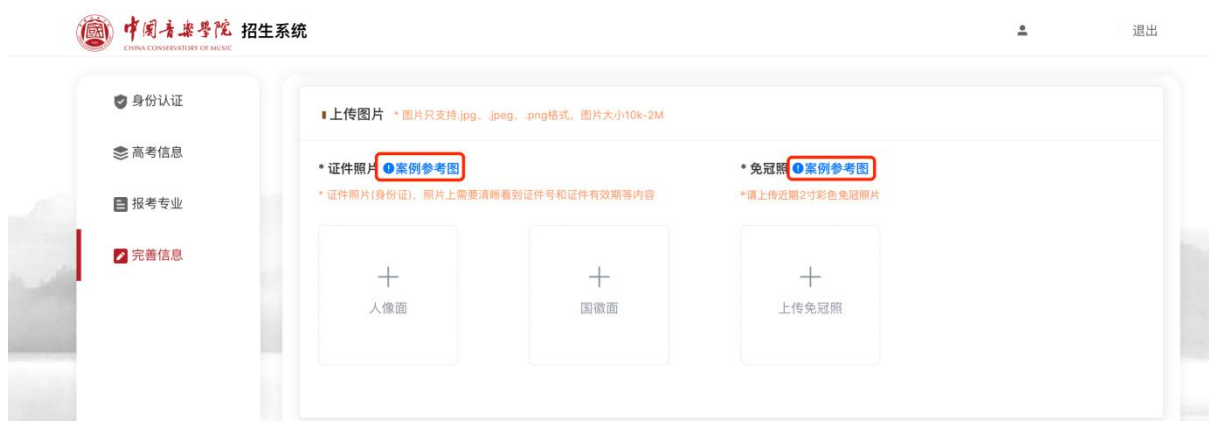 中国音乐学院 招生系统
CHINA CONSERVATORY OF MUSIC
退出
身份认证
高考信息
报考专业
完善信息
上传图片 * 图片只支持.jpg、.jpeg、.png格式，图片大小10k-2M
* 证件照片 案例参考图
* 证件照片(身份证)，照片上需要清晰看到证件号和证件有效期等内容
* 免冠照 案例参考图
*请上传近期2寸彩色免冠照片
人像面
国徽面
上传免冠照